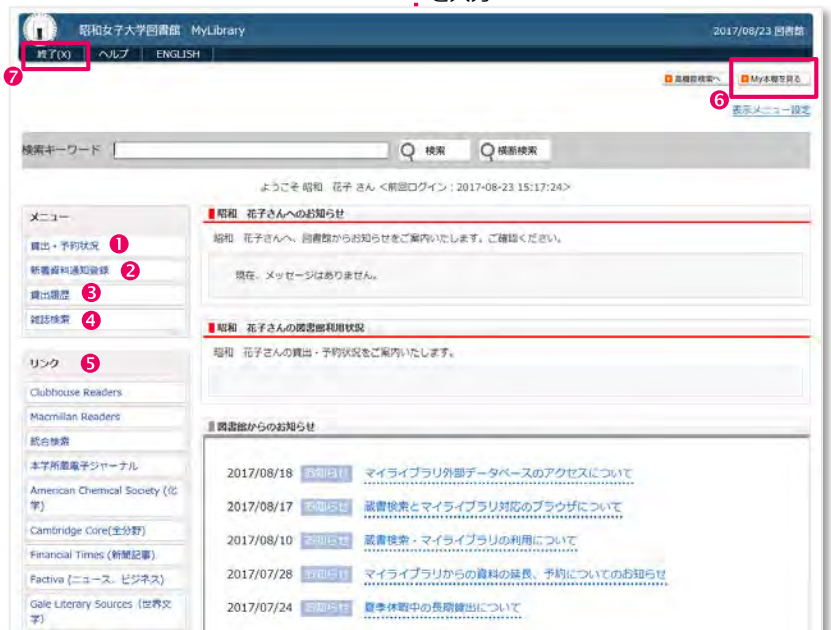 を入力
昭和女子大学図書館 MyLibrary
2017/08/23 図書館
終了(X) ヘルプ ENGLISH
❼
高機能検索へ My本棚を見る
❻
表示メニュー設定
検索キーワード 検索 横断検索
ようこそ 昭和 花子 さん <前回ログイン : 2017-08-23 15:17:24>
メニュー
貸出・予約状況 ❶
新着資料通知登録 ❷
貸出履歴 ❸
雑誌検索 ❹
リンク ❺
Clubhouse Readers
Macmillan Readers
統合検索
本学所蔵電子ジャーナル
American Chemical Society (化
学)
Cambridge Core(全分野)
Financial Times (新聞記事)
Factiva (ニュース、ビジネス)
Gale Literary Sources (世界文
学)
昭和 花子さんへのお知らせ
昭和 花子さんへ、図書館からお知らせをご案内いたします。ご確認ください。
現在、メッセージはありません。
昭和 花子さんの図書館利用状況
昭和 花子さんの貸出・予約状況をご案内いたします。
図書館からのお知らせ
2017/08/18 お知らせ マイライブラリ外部データベースのアクセスについて
2017/08/17 お知らせ 蔵書検索とマイライブラリ対応のブラウザについて
2017/08/10 お知らせ 蔵書検索・マイライブラリの利用について
2017/07/28 お知らせ マイライブラリからの資料の延長、予約についてのお知らせ
2017/07/24 お知らせ 夏季休暇中の長期貸出について